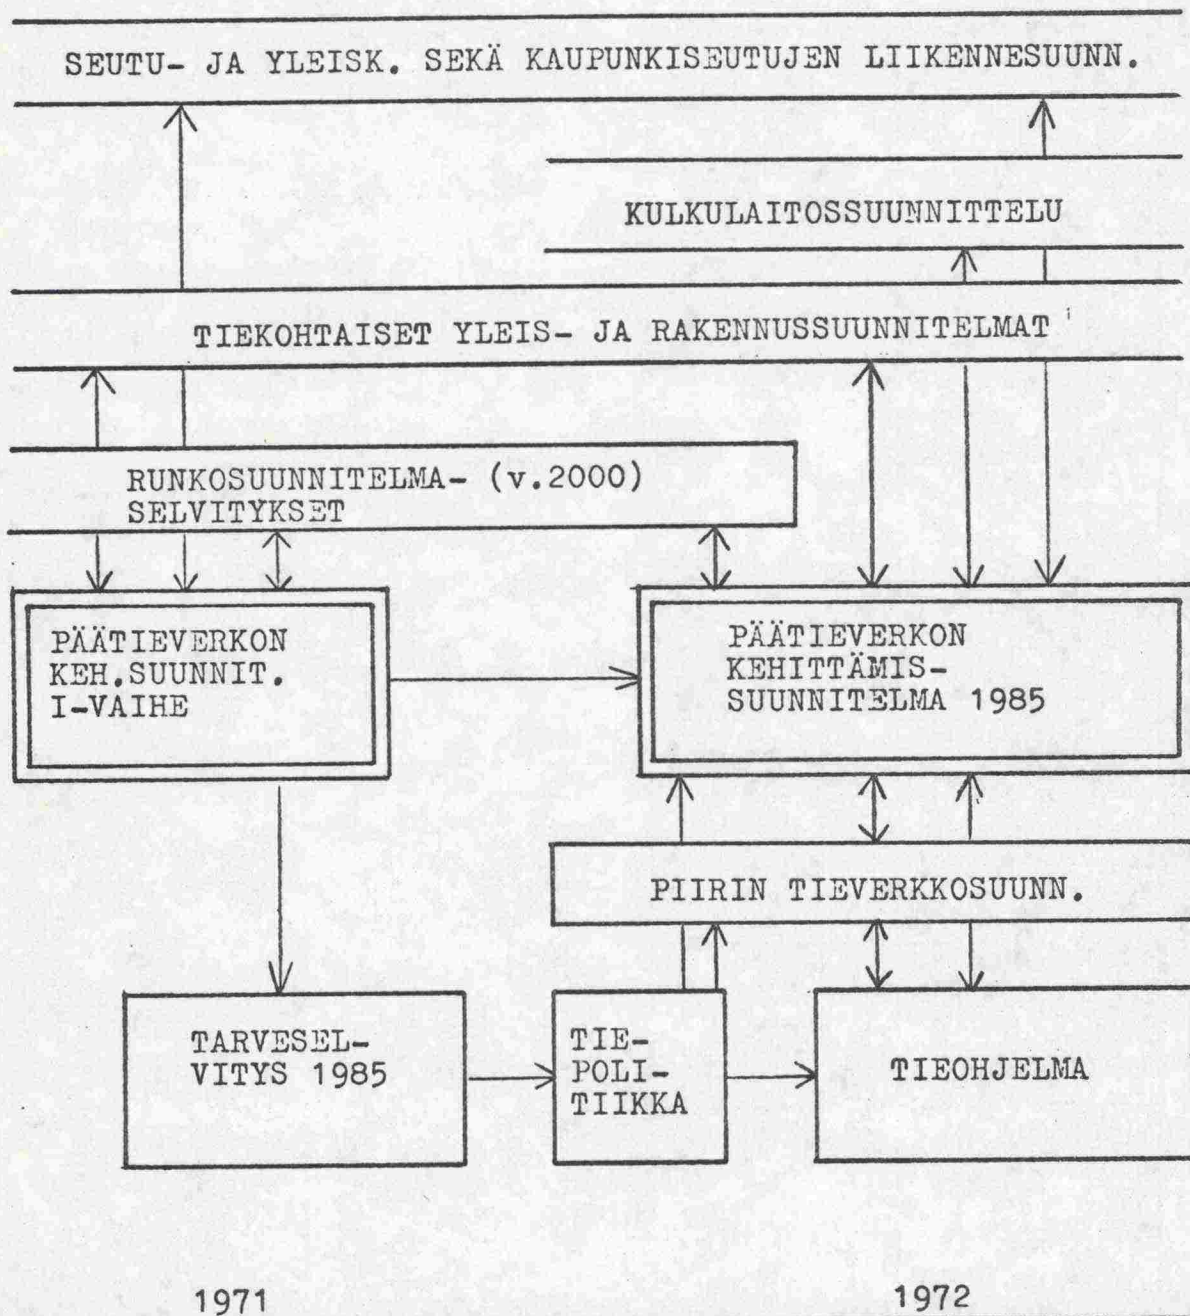 SEUTU- JA YLEISK. SEKÄ KAUPUNKISEUTUJEN LIIKENNESUUNN.
KULKULAITOSSUUNNITTELU
TIEKOHTAISET YLEIS- JA RAKENNUSSUUNNITELMAT
RUNKOSUUNNITELMA- (v.2000)
SELVITYKSET
PÄÄTIEVERKON
KEH.SUUNNIT.
I-VAIHE
PÄÄTIEVERKON
KEHITTÄMIS-
SUUNNITELMA 1985
PIIRIN TIEVERKKOSUUNN.
TARVESEL-
VITYS 1985
TIE-
POLI-
TIIKKA
TIEOHJELMA
1971
1972